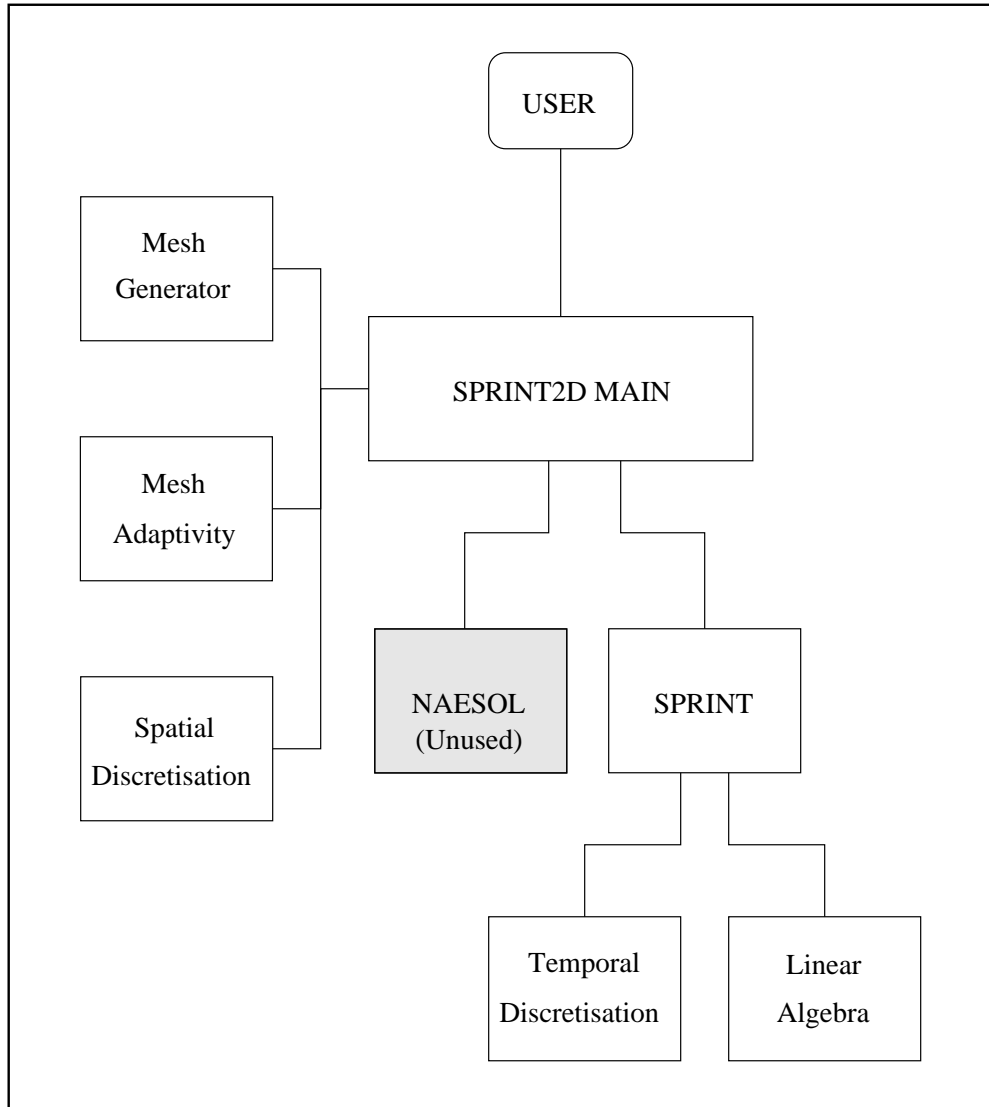 USER
Mesh
Generator
SPRINT2D MAIN
Mesh
Adaptivity
NAESOL
(Unused)
SPRINT
Spatial
Discretisation
Temporal
Discretisation
Linear
Algebra